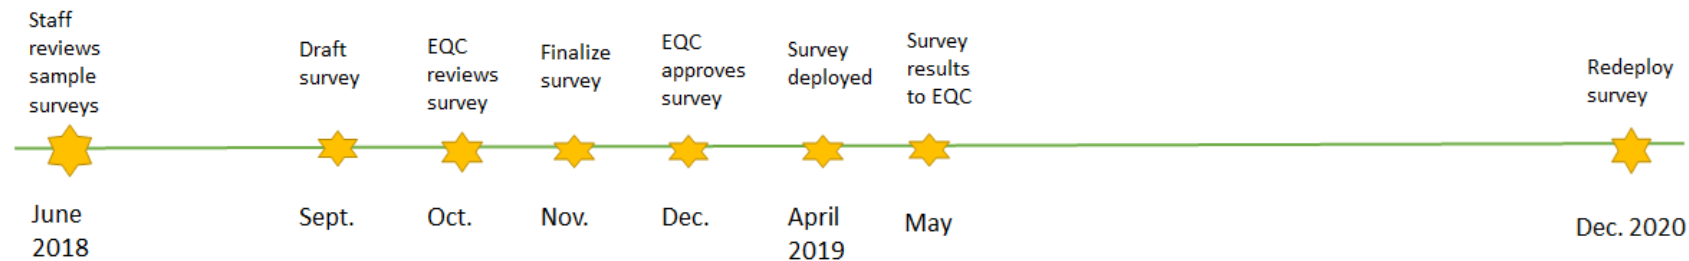 Staff
reviews
sample
surveys
Draft
survey
EQC
reviews
survey
Finalize
survey
EQC
approves
survey
Survey
deployed
Survey
results
to EQC
Redeploy
survey
June
2018
Sept.
Oct.
Nov.
Dec.
April
2019
May
Dec. 2020